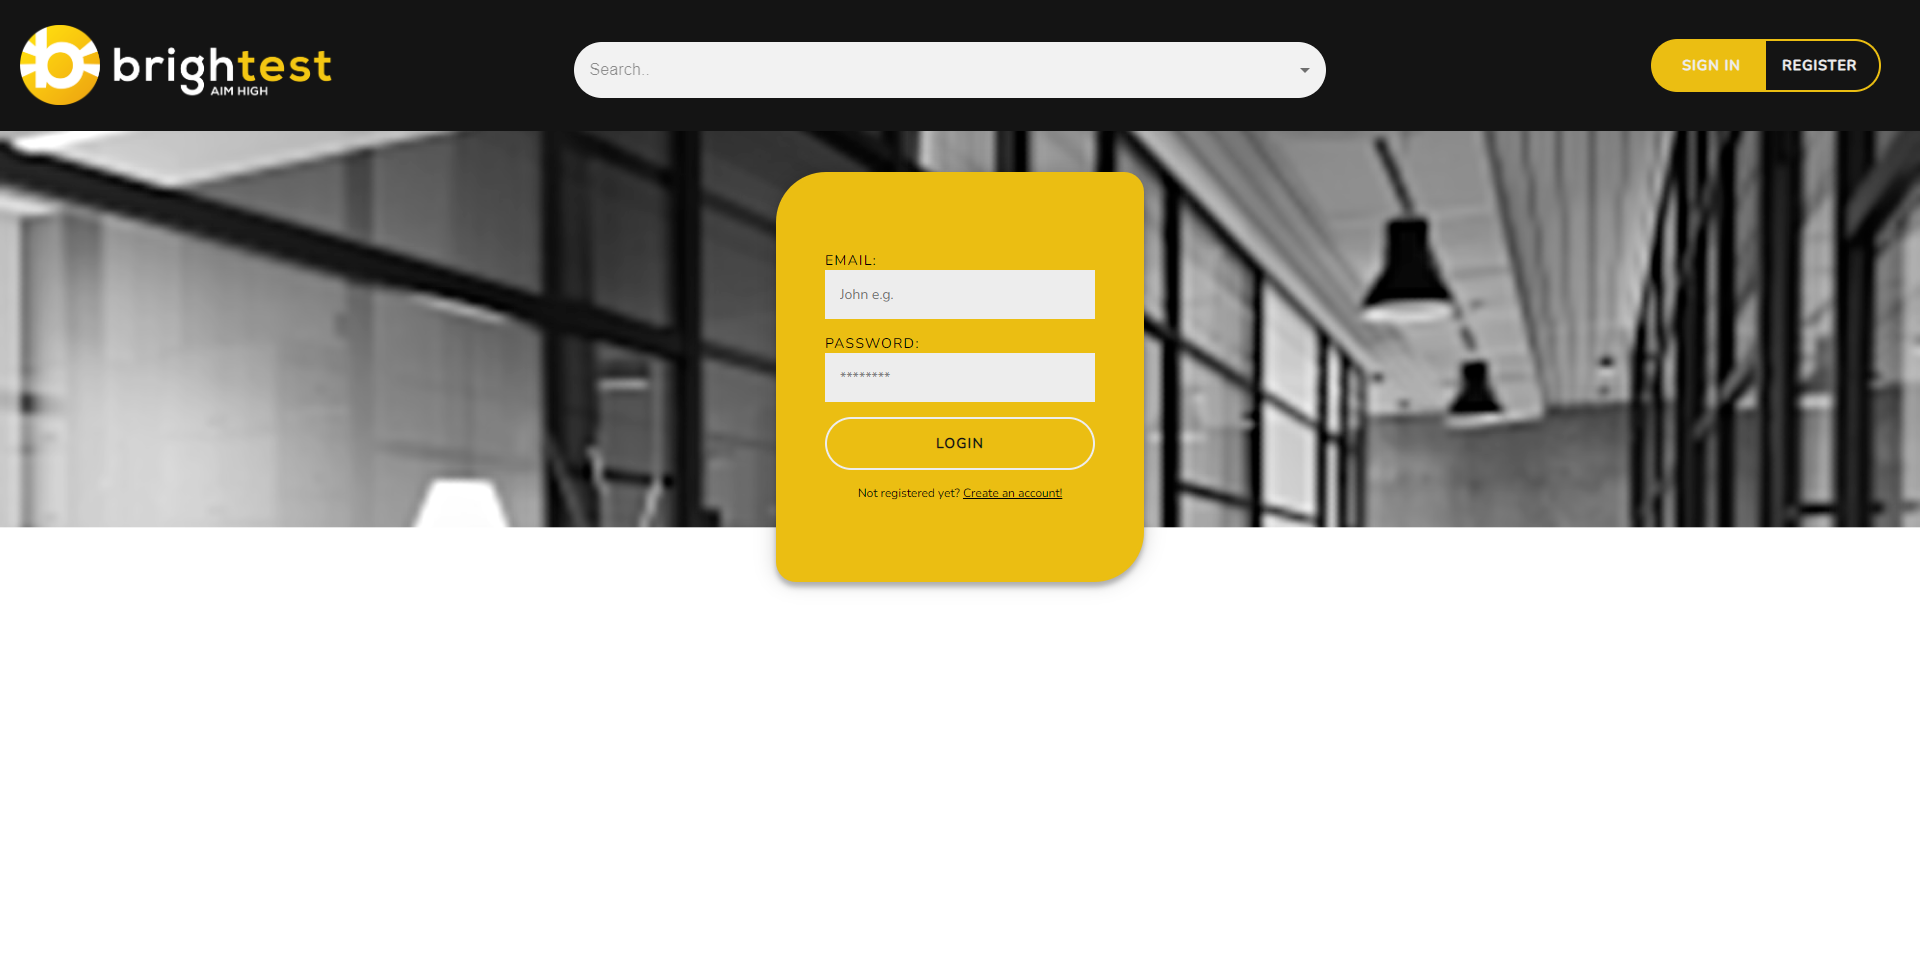 brightest
AIM HIGH
Search..
SIGN IN
REGISTER
EMAIL:
John e.g.
PASSWORD:
********
LOGIN
Not registered yet? Create an account!